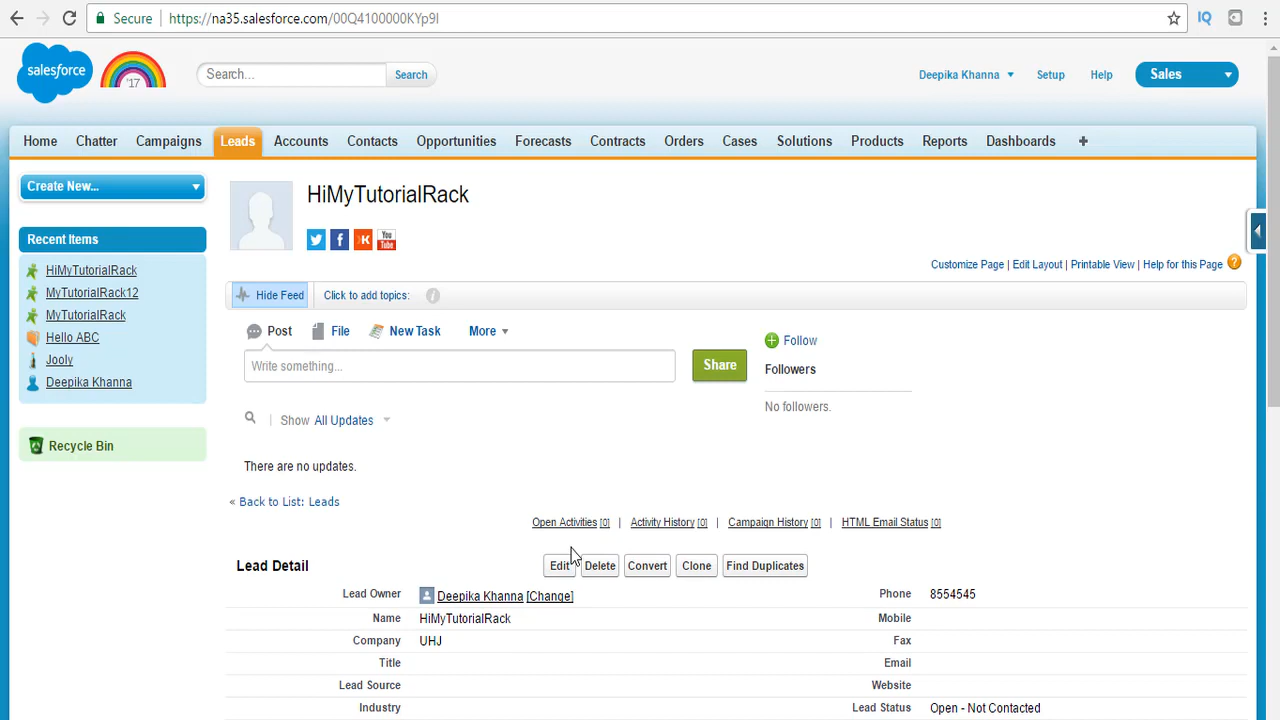 Secure | https://na35.salesforce.com/00Q4100000KYp9I
IQ
salesforce
'17
Search...
Search
Deepika Khanna
Setup
Help
Sales
Home
Chatter
Campaigns
Leads
Accounts
Contacts
Opportunities
Forecasts
Contracts
Orders
Cases
Solutions
Products
Reports
Dashboards
+
Create New...
Recent Items
HiMyTutorialRack
MyTutorialRack12
MyTutorialRack
Hello ABC
Jooly
Deepika Khanna
Recycle Bin
HiMyTutorialRack
You Tube
Customize Page | Edit Layout | Printable View | Help for this Page ?
Hide Feed
Click to add topics:
Post
File
New Task
More
Write something...
Share
Follow
Followers
No followers.
Show All Updates
There are no updates.
« Back to List: Leads
Open Activities [0] | Activity History [0] | Campaign History [0] | HTML Email Status [0]
Lead Detail
Edit
Delete
Convert
Clone
Find Duplicates
Lead Owner Deepika Khanna [Change]
Phone 8554545
Name HiMyTutorialRack
Mobile
Company UHJ
Fax
Title
Email
Lead Source
Website
Industry
Lead Status Open - Not Contacted